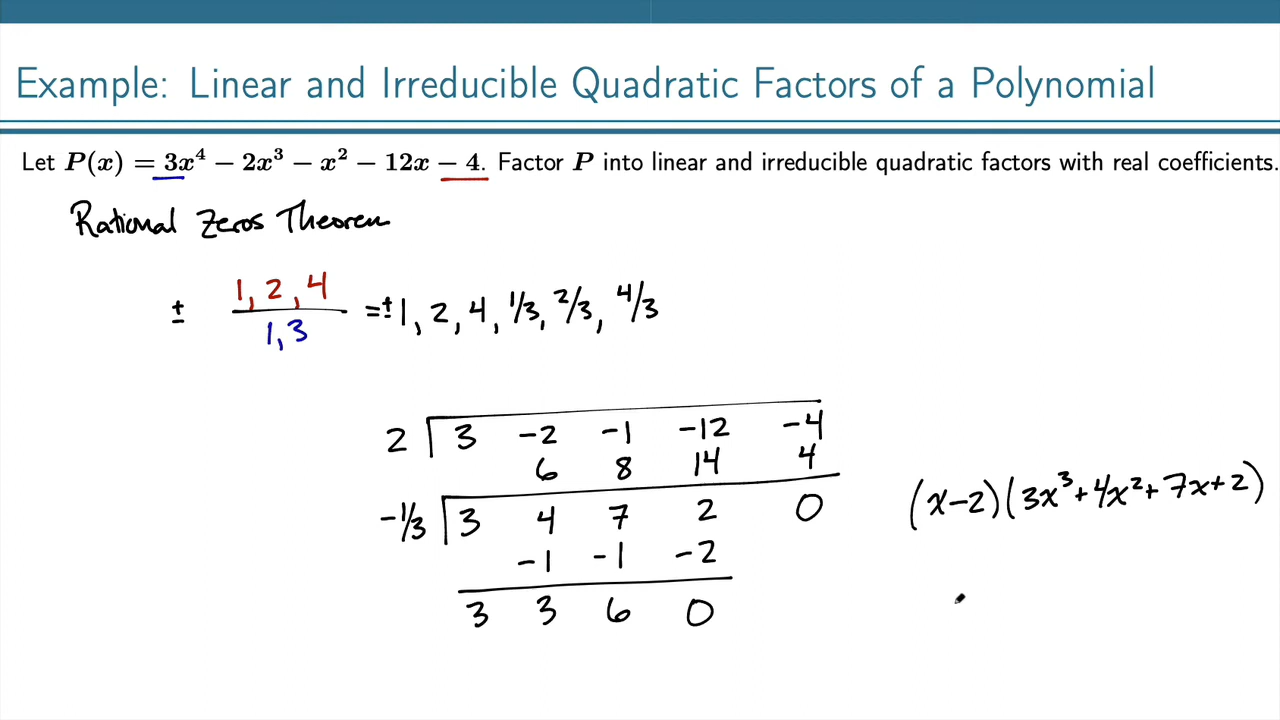 Example: Linear and Irreducible Quadratic Factors of a Polynomial
Let P(x) = 3x⁴ − 2x³ − x² − 12x − 4. Factor P into linear and irreducible quadratic factors with real coefficients.
Rational Zeros Theorem
± 1, 2, 4 / 1, 3 = ± 1, 2, 4, 1/3, 2/3, 4/3
2 3 -2 -1 -12 -4
6 8 14 4
-1/3 3 4 7 2 0
(x-2)(3x³+4x²+7x+2)
-1 -1 -2
3 3 6 0